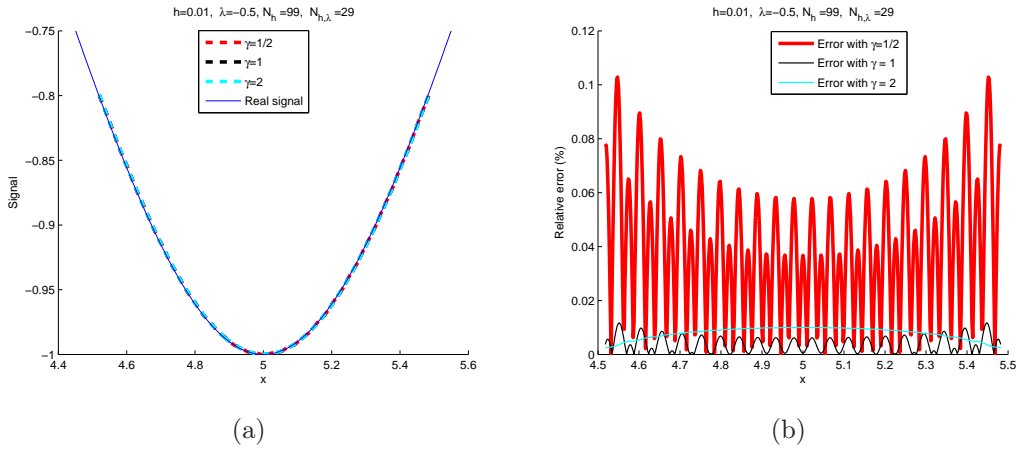 h=0.01, λ=−0.5, N_h =99, N_{h,λ} =29
−0.75
−0.8
−0.85
−0.9
−0.95
−1
Signal
4.4 4.6 4.8 5 5.2 5.4 5.6
x
γ=1/2
γ=1
γ=2
Real signal
(a)
h=0.01, λ=−0.5, N_h =99, N_{h,λ} =29
0.12
0.1
0.08
0.06
0.04
0.02
0
Relative error (%)
4.5 4.6 4.7 4.8 4.9 5 5.1 5.2 5.3 5.4 5.5
x
Error with γ=1/2
Error with γ = 1
Error with γ = 2
(b)